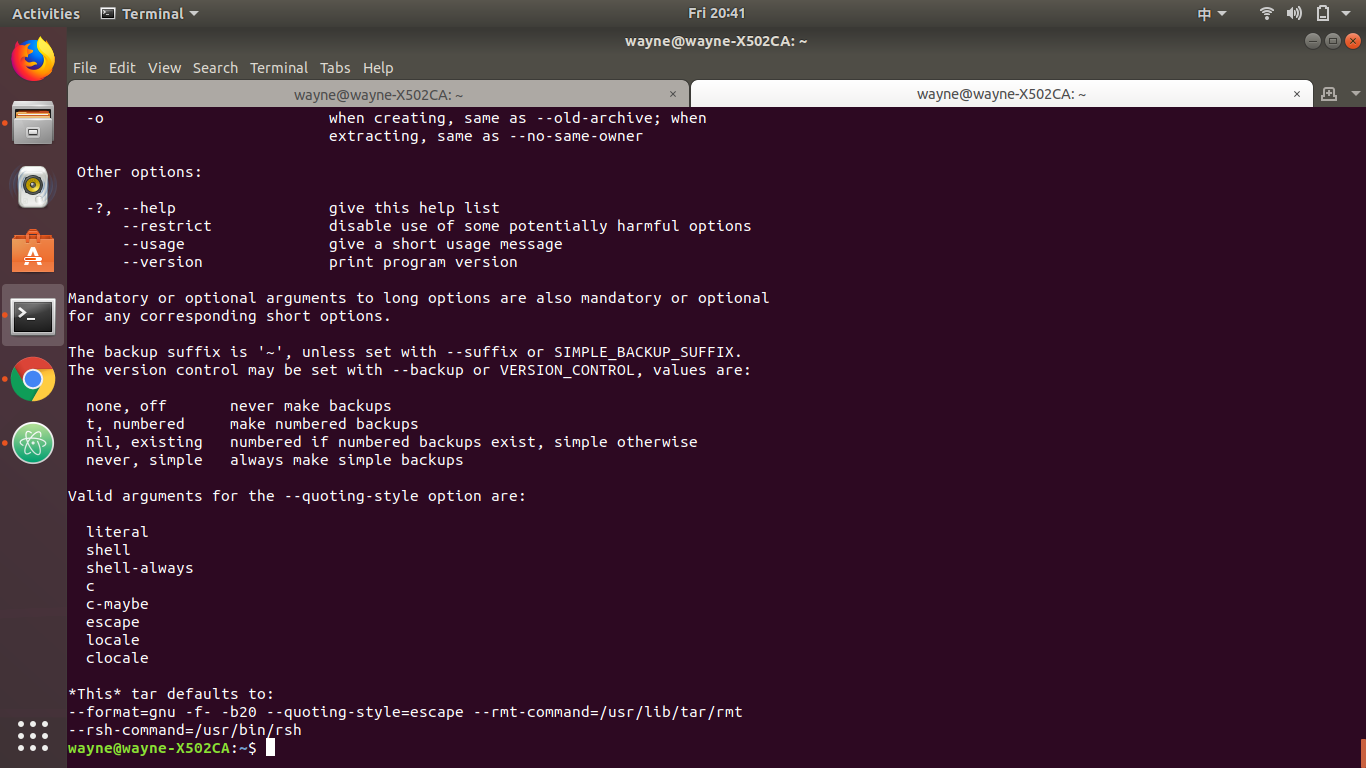 Activities Terminal Fri 20:41 中
wayne@wayne-X502CA: ~
File Edit View Search Terminal Tabs Help
wayne@wayne-X502CA: ~ × wayne@wayne-X502CA: ~ ×
-o when creating, same as --old-archive; when
extracting, same as --no-same-owner
Other options:
-?, --help give this help list
--restrict disable use of some potentially harmful options
--usage give a short usage message
--version print program version
Mandatory or optional arguments to long options are also mandatory or optional
for any corresponding short options.
The backup suffix is '~', unless set with --suffix or SIMPLE_BACKUP_SUFFIX.
The version control may be set with --backup or VERSION_CONTROL, values are:
none, off never make backups
t, numbered make numbered backups
nil, existing numbered if numbered backups exist, simple otherwise
never, simple always make simple backups
Valid arguments for the --quoting-style option are:
literal
shell
shell-always
c
c-maybe
escape
locale
clocale
*This* tar defaults to:
--format=gnu -f- -b20 --quoting-style=escape --rmt-command=/usr/lib/tar/rmt
--rsh-command=/usr/bin/rsh
wayne@wayne-X502CA:~$